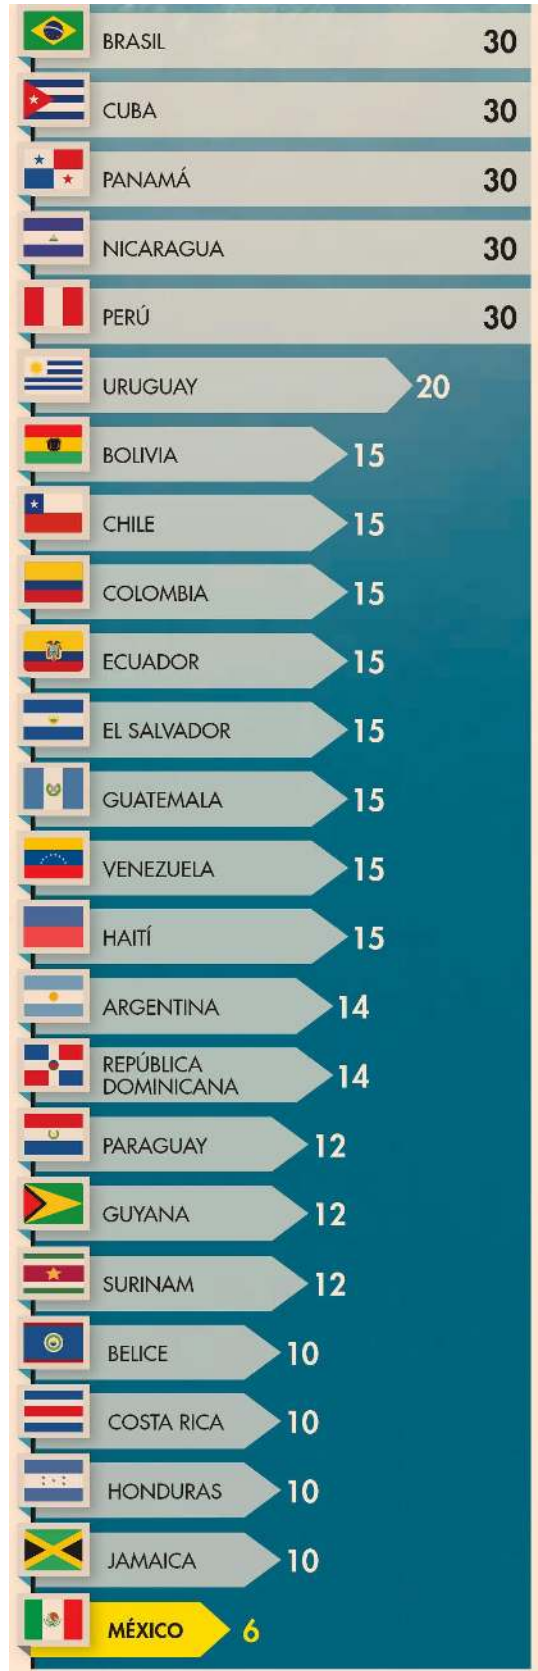 BRASIL 30
CUBA 30
PANAMÁ 30
NICARAGUA 30
PERÚ 30
URUGUAY 20
BOLIVIA 15
CHILE 15
COLOMBIA 15
ECUADOR 15
EL SALVADOR 15
GUATEMALA 15
VENEZUELA 15
HAITÍ 15
ARGENTINA 14
REPÚBLICA
DOMINICANA 14
PARAGUAY 12
GUYANA 12
SURINAM 12
BELICE 10
COSTA RICA 10
HONDURAS 10
JAMAICA 10
MÉXICO 6